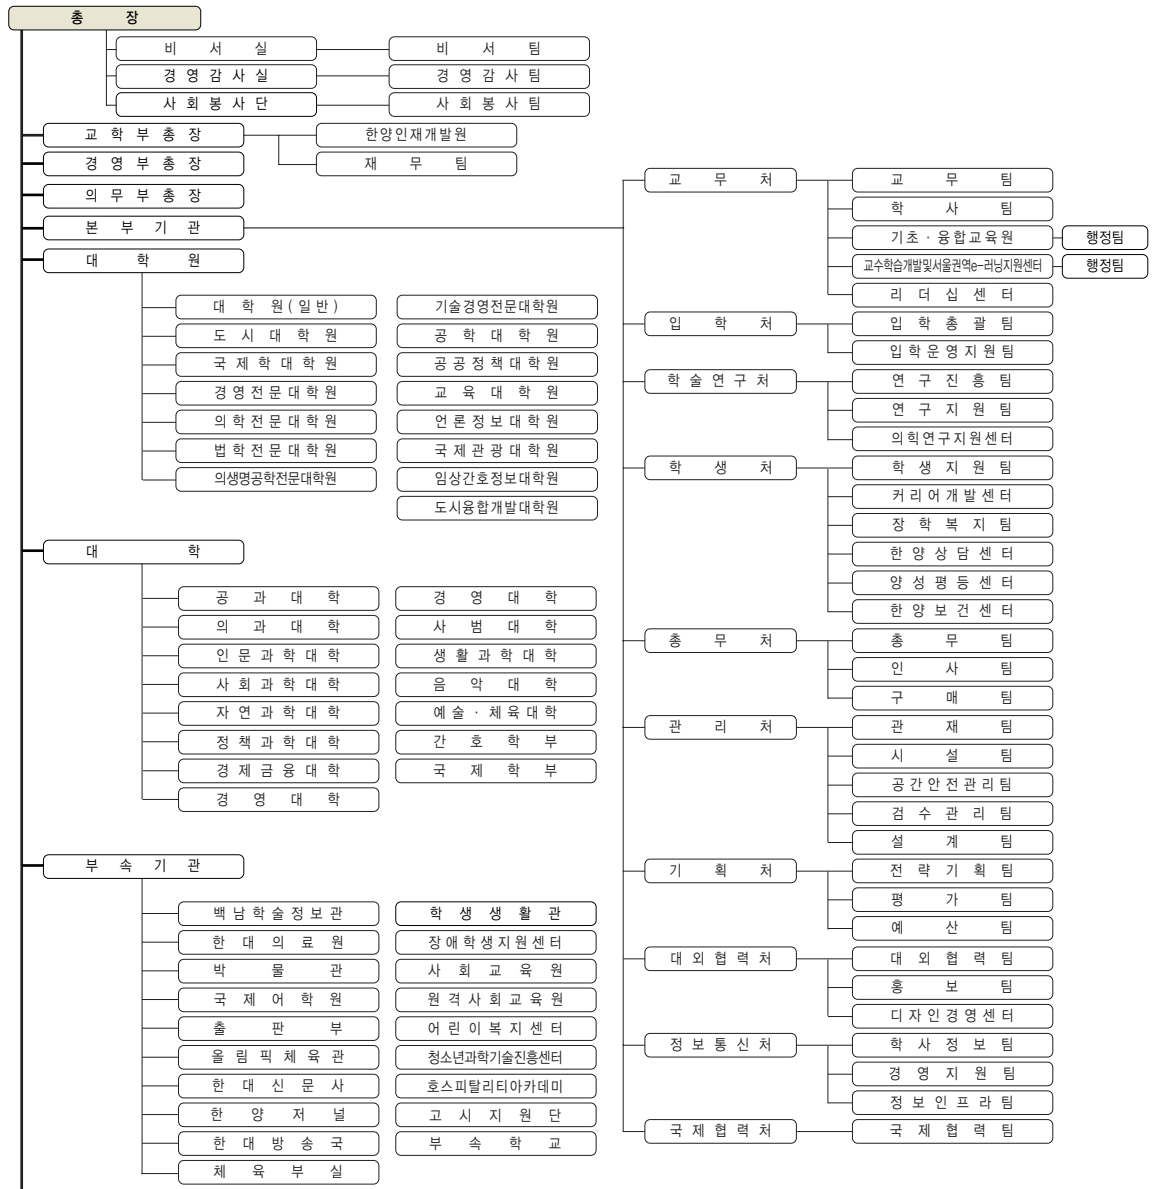 총 장
비 서 실
비 서 팀
경 영 감 사 실
경 영 감 사 팀
사 회 봉 사 단
사 회 봉 사 팀
교 학 부 총 장
한양인재개발원
경 영 부 총 장
재 무 팀
의 무 부 총 장
본 부 기 관
대 학 원
대 학 원(일 반)
기술경영전문대학원
도 시 대 학 원
공 학 대 학 원
국 제 학 대 학 원
공 공 정 책 대 학 원
경 영 전 문 대 학 원
교 육 대 학 원
의 학 전 문 대 학 원
언 론 정 보 대 학 원
법 학 전 문 대 학 원
국 제 관 광 대 학 원
의생명공학전문대학원
임상간호정보대학원
도시융합개발대학원
대 학
공 과 대 학
경 영 대 학
의 과 대 학
사 범 대 학
인 문 과 학 대 학
생 활 과 학 대 학
사 회 과 학 대 학
음 악 대 학
자 연 과 학 대 학
예 술 · 체 육 대 학
정 책 과 학 대 학
간 호 학 부
경 제 금 융 대 학
국 제 학 부
경 영 대 학
부 속 기 관
백 남 학 술 정 보 관
학 생 생 활 관
한 대 의 료 원
장 애 학 생 지 원 센 터
박 물 관
사 회 교 육 원
국 제 어 학 원
원 격 사 회 교 육 원
출 판 부
어 린 이 복 지 센 터
올 림 픽 체 육 관
청소년과학기술진흥센터
한 대 신 문 사
호스피탈리티아카데미
한 양 저 널
고 시 지 원 단
한 대 방 송 국
부 속 학 교
체 육 부 실
교 무 처
교 무 팀
학 사 팀
기초 · 융합교육원
행정팀
교수학습개발및서울권역e-러닝지원센터
행정팀
리 더 십 센 터
입 학 처
입 학 총 괄 팀
입학운영지원팀
학 술 연 구 처
연 구 진 흥 팀
연 구 지 원 팀
의획연구지원센터
학 생 처
학 생 지 원 팀
커 리 어 개 발 센 터
장 학 복 지 팀
한 양 상 담 센 터
양 성 평 등 센 터
한 양 보 건 센 터
총 무 처
총 무 팀
인 사 팀
구 매 팀
관 리 처
관 재 팀
시 설 팀
공 간 안 전 관 리 팀
검 수 관 리 팀
설 계 팀
기 획 처
전 략 기 획 팀
평 가 팀
예 산 팀
대 외 협 력 처
대 외 협 력 팀
홍 보 팀
디 자 인 경 영 센 터
정 보 통 신 처
학 사 정 보 팀
경 영 지 원 팀
정 보 인 프 라 팀
국 제 협 력 처
국 제 협 력 팀